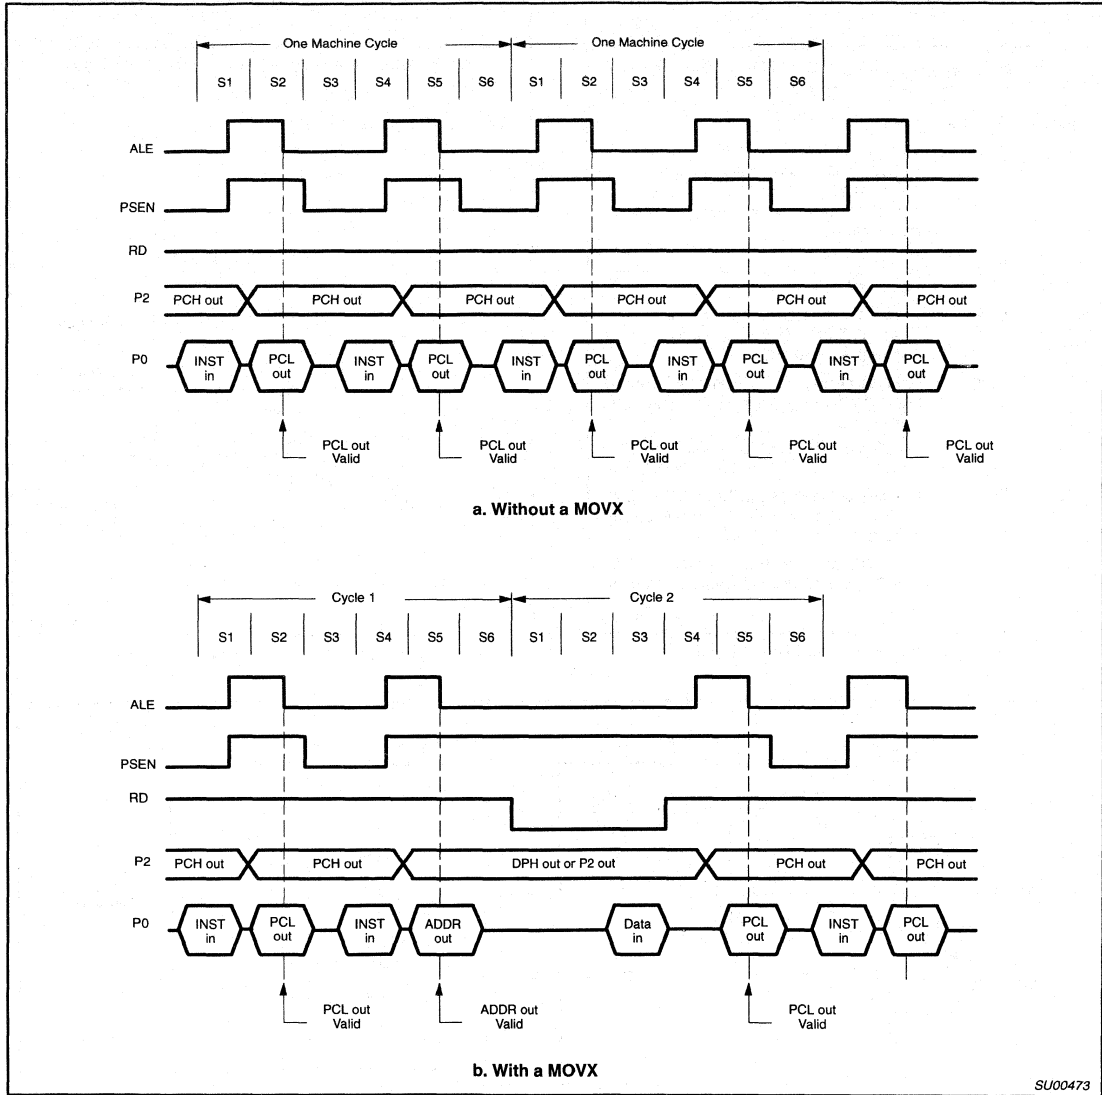 One Machine Cycle One Machine Cycle
S1 S2 S3 S4 S5 S6 S1 S2 S3 S4 S5 S6
ALE
PSEN
RD
P2 PCH out PCH out PCH out PCH out PCH out PCH out
P0 INST in PCL out INST in PCL out INST in PCL out INST in PCL out INST in PCL out
PCL out Valid PCL out Valid PCL out Valid PCL out Valid PCL out Valid
a. Without a MOVX
Cycle 1 Cycle 2
S1 S2 S3 S4 S5 S6 S1 S2 S3 S4 S5 S6
ALE
PSEN
RD
P2 PCH out PCH out DPH out or P2 out PCH out PCH out
P0 INST in PCL out INST in ADDR out Data in PCL out INST in PCL out
PCL out Valid ADDR out Valid PCL out Valid
b. With a MOVX
SU00473